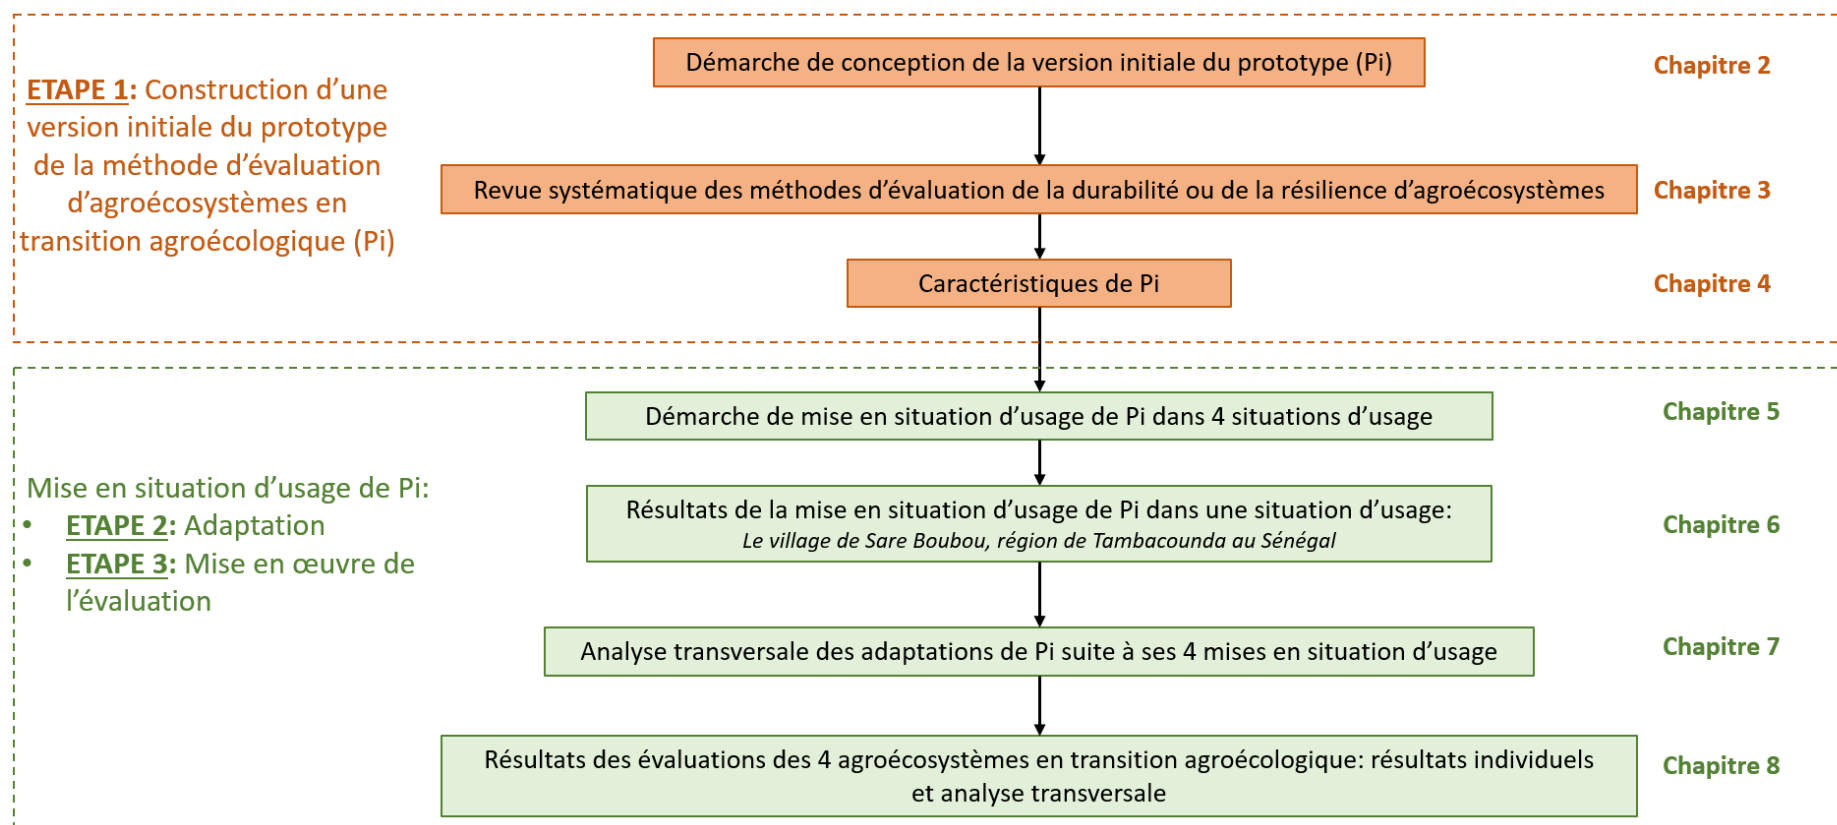 Démarche de conception de la version initiale du prototype (Pi)
Chapitre 2
ETAPE 1: Construction d’une
version initiale du prototype
de la méthode d’évaluation
d’agroécosystèmes en
transition agroécologique (Pi)
Revue systématique des méthodes d’évaluation de la durabilité ou de la résilience d’agroécosystèmes
Chapitre 3
Caractéristiques de Pi
Chapitre 4
Démarche de mise en situation d’usage de Pi dans 4 situations d’usage
Chapitre 5
Mise en situation d’usage de Pi:
• ETAPE 2: Adaptation
• ETAPE 3: Mise en œuvre de
l’évaluation
Résultats de la mise en situation d’usage de Pi dans une situation d’usage:
Le village de Sare Boubou, région de Tambacounda au Sénégal
Chapitre 6
Analyse transversale des adaptations de Pi suite à ses 4 mises en situation d’usage
Chapitre 7
Résultats des évaluations des 4 agroécosystèmes en transition agroécologique: résultats individuels
et analyse transversale
Chapitre 8